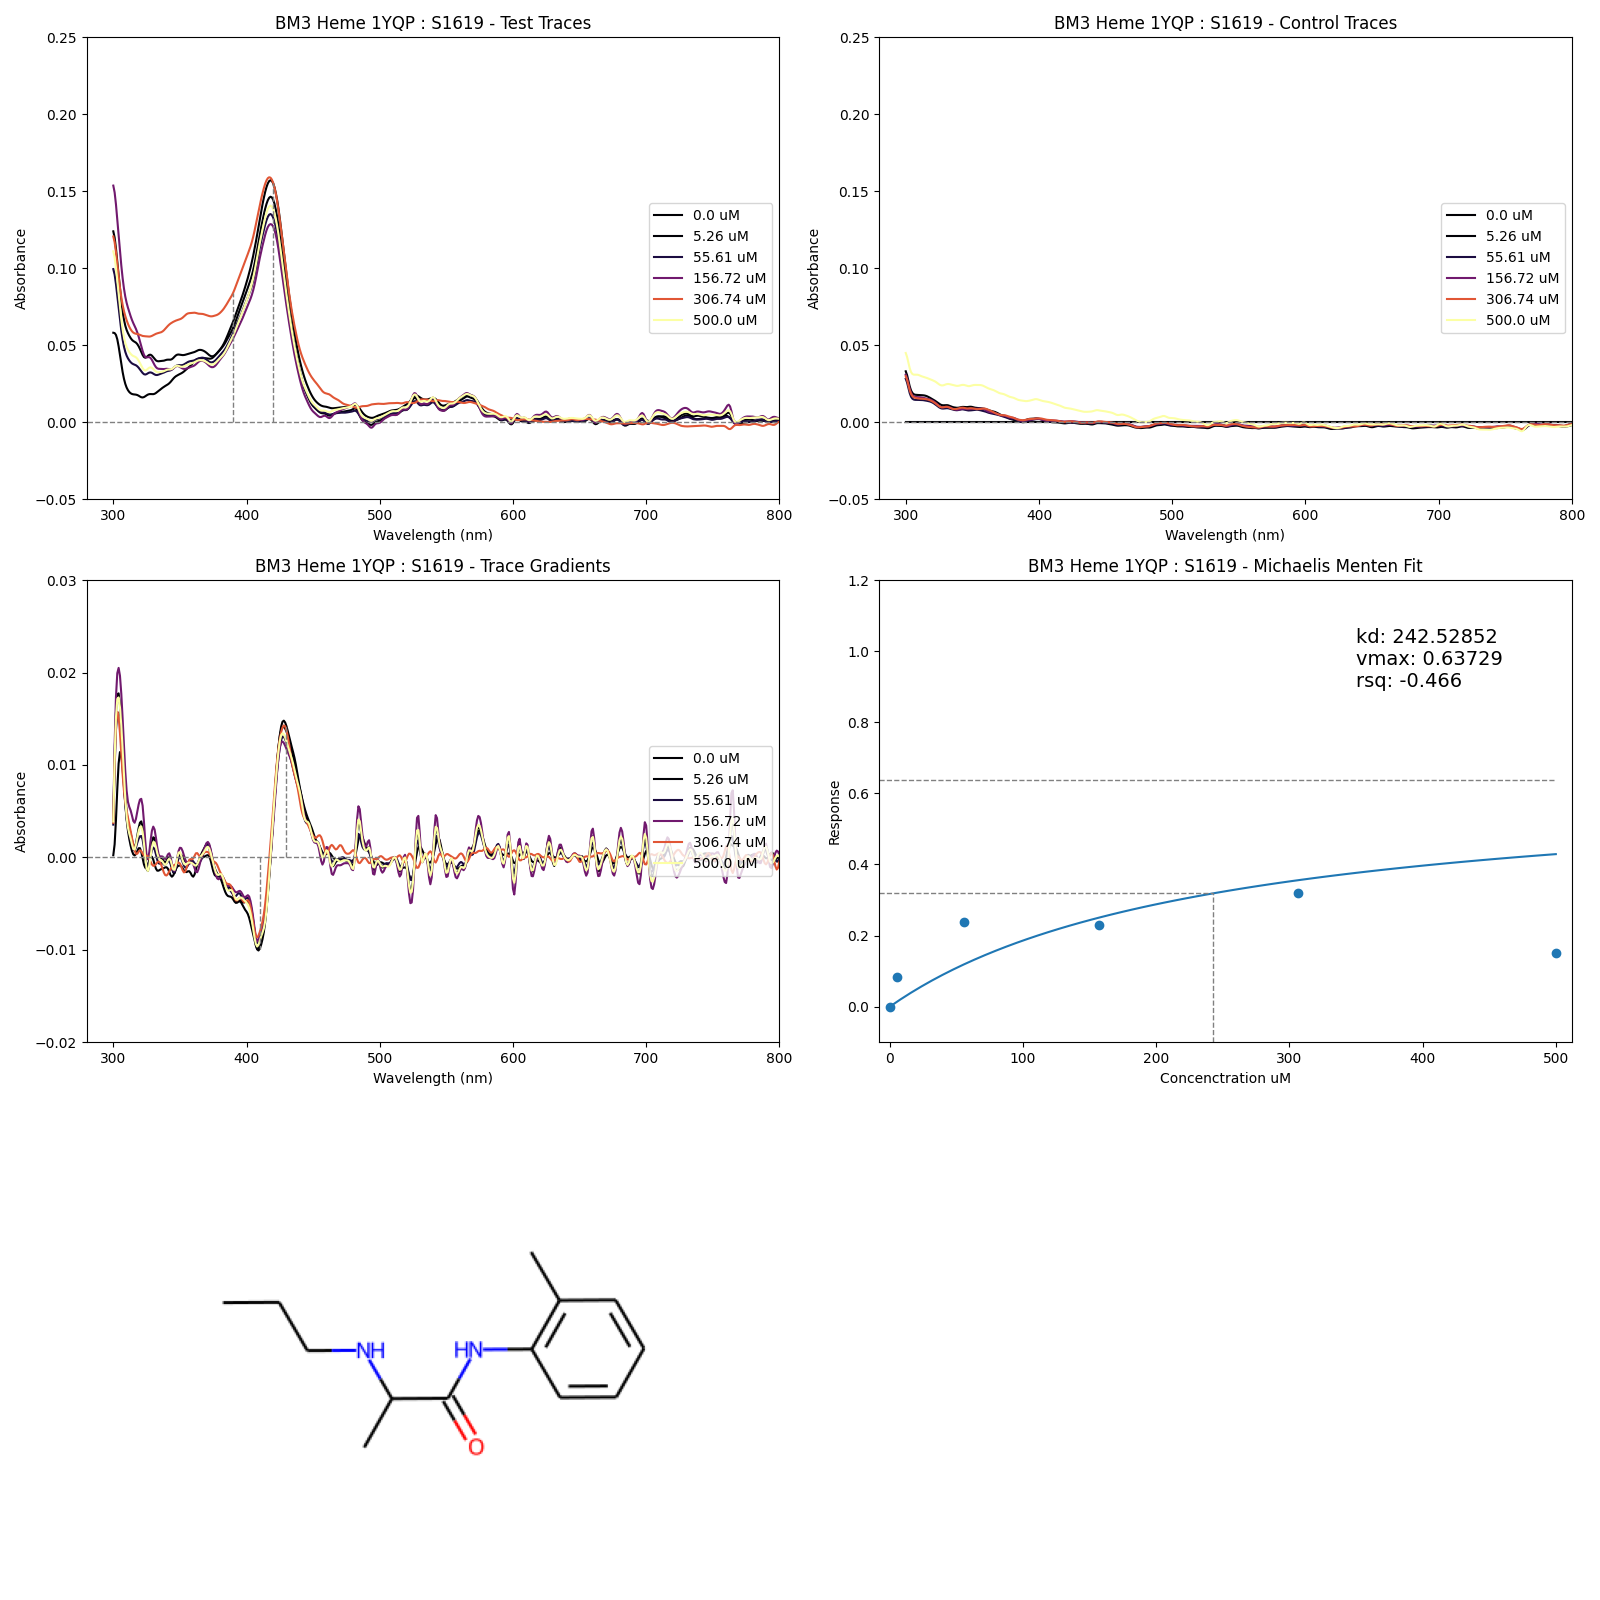 BM3 Heme 1YQP : S1619 - Test Traces
0.25
0.20
0.15
0.10
0.05
0.00
−0.05
Absorbance
300 400 500 600 700 800
Wavelength (nm)
0.0 uM
5.26 uM
55.61 uM
156.72 uM
306.74 uM
500.0 uM
BM3 Heme 1YQP : S1619 - Control Traces
0.25
0.20
0.15
0.10
0.05
0.00
−0.05
Absorbance
300 400 500 600 700 800
Wavelength (nm)
0.0 uM
5.26 uM
55.61 uM
156.72 uM
306.74 uM
500.0 uM
BM3 Heme 1YQP : S1619 - Trace Gradients
0.03
0.02
0.01
0.00
−0.01
−0.02
Absorbance
300 400 500 600 700 800
Wavelength (nm)
0.0 uM
5.26 uM
55.61 uM
156.72 uM
306.74 uM
500.0 uM
BM3 Heme 1YQP : S1619 - Michaelis Menten Fit
1.2
1.0
0.8
0.6
0.4
0.2
0.0
Response
kd: 242.52852
vmax: 0.63729
rsq: -0.466
0 100 200 300 400 500
Concenctration uM
NH
HN
O